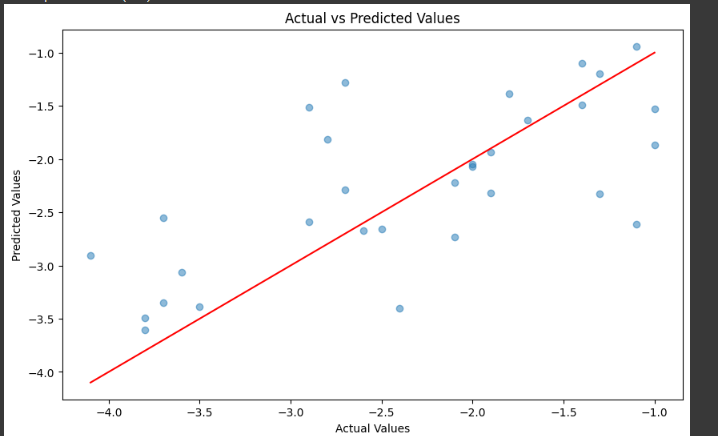 Actual vs Predicted Values
Predicted Values
−1.0
−1.5
−2.0
−2.5
−3.0
−3.5
−4.0
−4.0 −3.5 −3.0 −2.5 −2.0 −1.5 −1.0
Actual Values